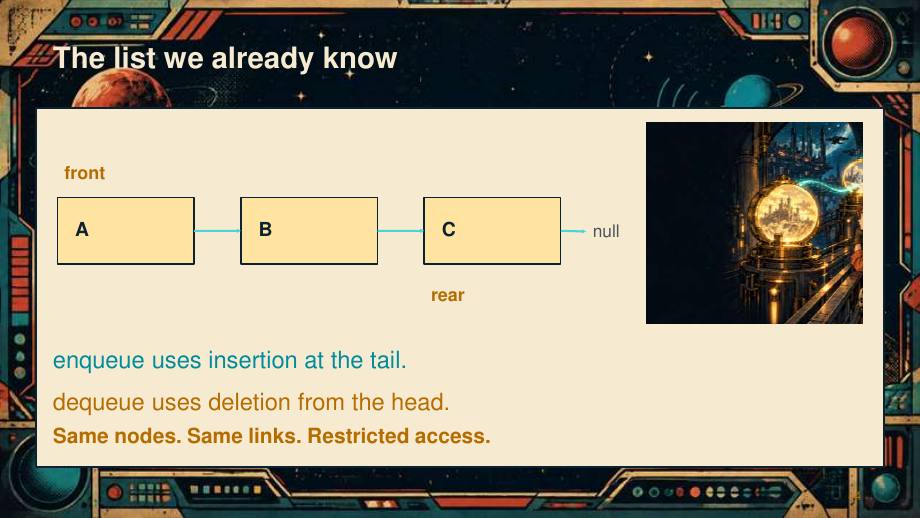 The list we already know
front
A
B
C
null
rear
enqueue uses insertion at the tail.
dequeue uses deletion from the head.
Same nodes. Same links. Restricted access.